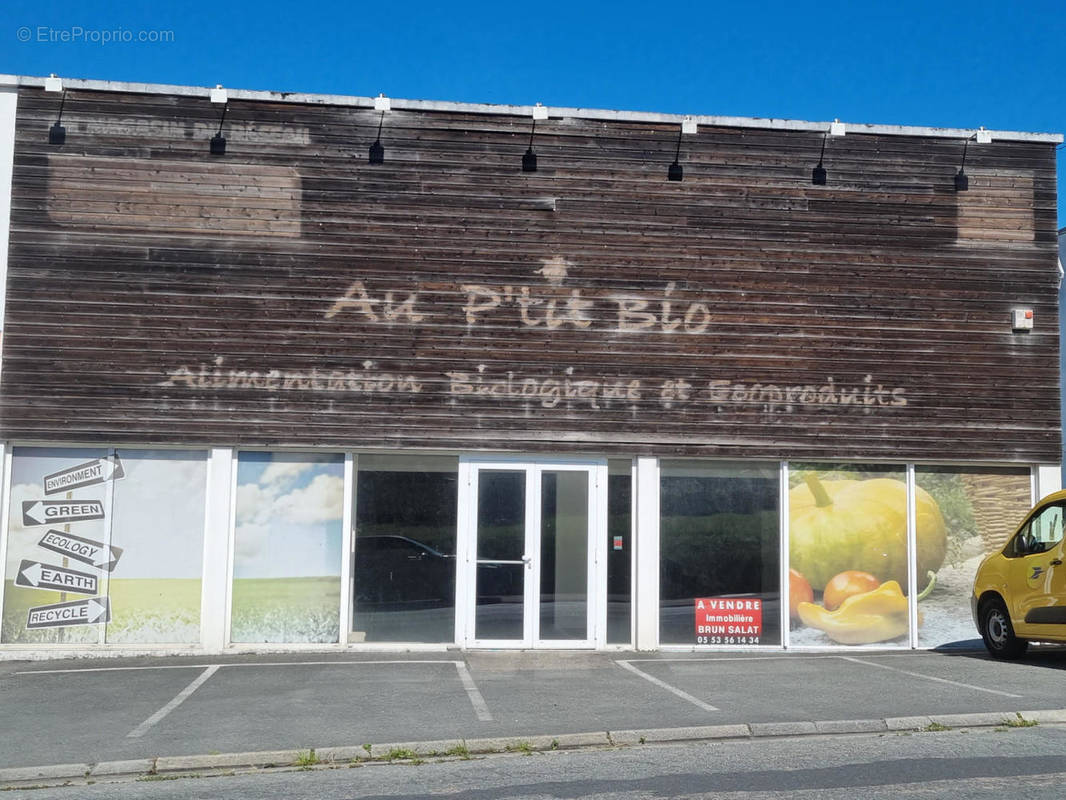 © EtreProprio.com
Au P'tit Bio
Alimentation Biologique et Ecoproduits
ENVIRONMENT
GREEN
ECOLOGY
EARTH
RECYCLE
A VENDRE
Immobilière
BRUN SALAT
05 53 56 14 34